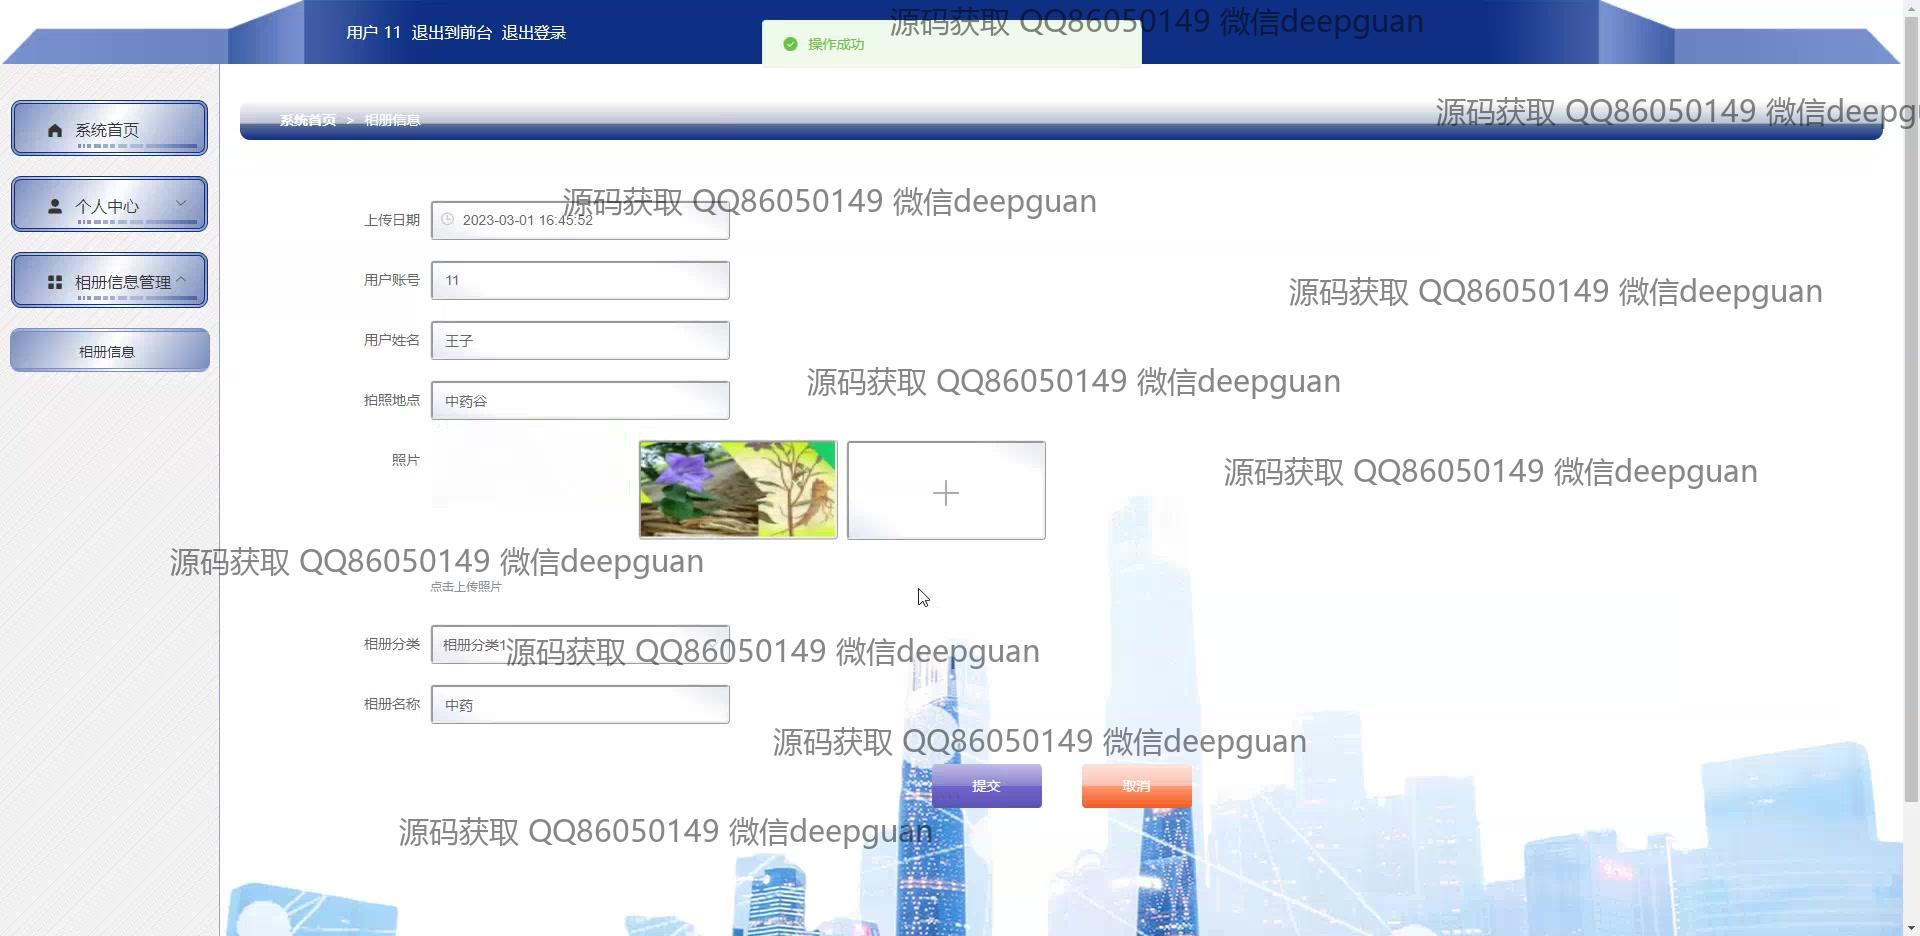 用户 11 退出到前台 退出登录
操作成功
源码获取 QQ86050149 微信deepguan
源码获取 QQ86050149 微信deepg
系统首页 > 相册信息
系统首页
个人中心
相册信息管理
相册信息
源码获取 QQ86050149 微信deepguan
上传日期 2023-03-01 16:45:52
用户账号 11
源码获取 QQ86050149 微信deepguan
用户姓名 王子
源码获取 QQ86050149 微信deepguan
拍照地点 中药谷
照片
源码获取 QQ86050149 微信deepguan
源码获取 QQ86050149 微信deepguan
点击上传照片
相册分类 相册分类1
源码获取 QQ86050149 微信deepguan
相册名称 中药
源码获取 QQ86050149 微信deepguan
提交 取消
源码获取 QQ86050149 微信deepguan